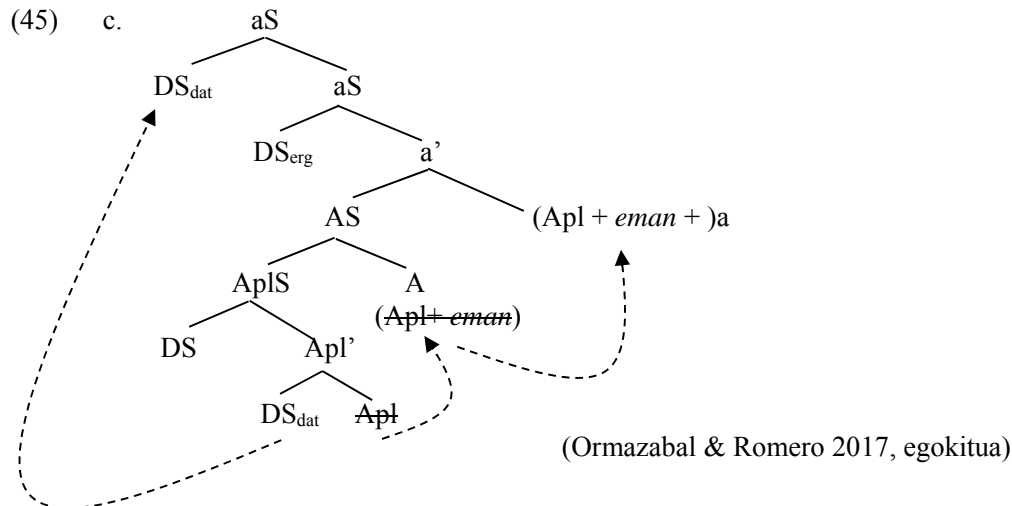 (45) c. aS
DSdat aS
DSerg a’
AS (Apl + eman + )a
AplS A
(Apl+ eman)
DS Apl’
DSdat Apl
(Ormazabal & Romero 2017, egokitua)